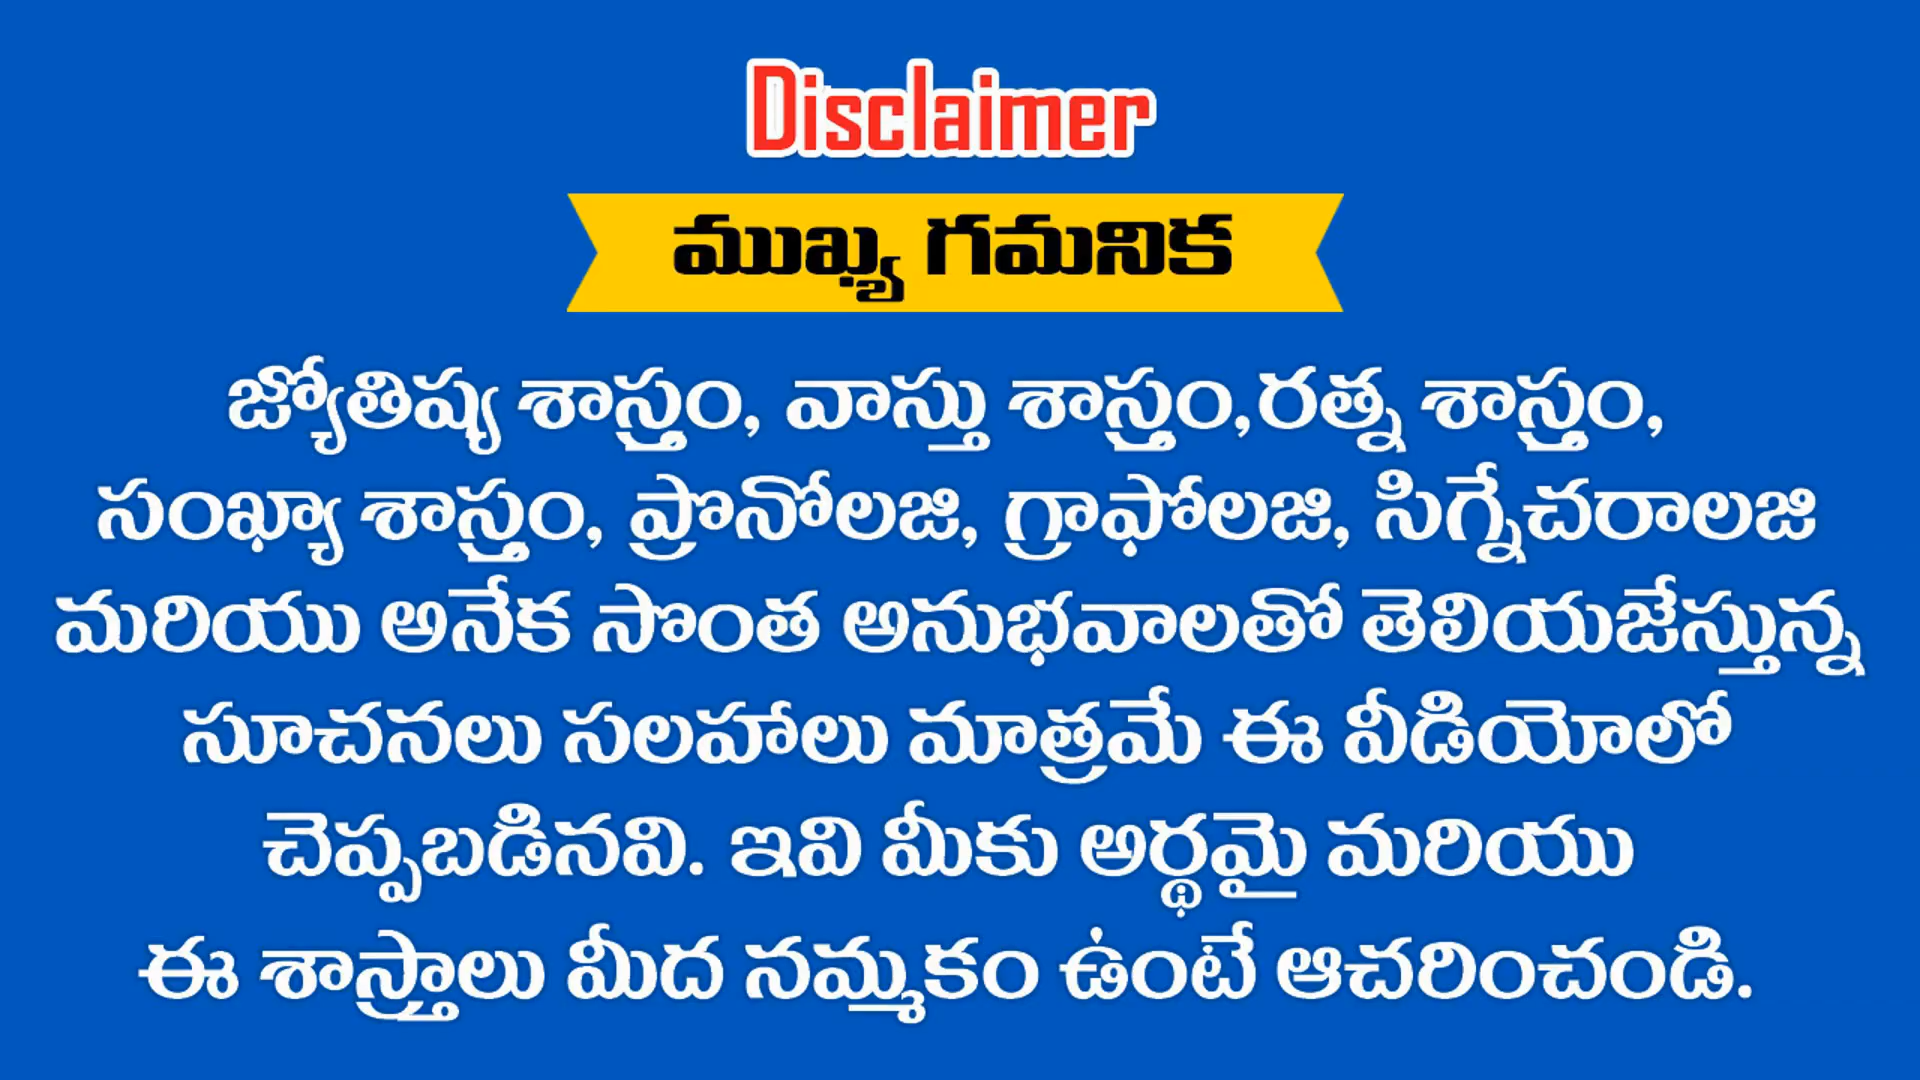 Disclaimer
ముఖ్య గమనిక
జ్యోతిష్య శాస్త్రం, వాస్తు శాస్త్రం,రత్న శాస్త్రం,
సంఖ్యా శాస్త్రం, ప్రొనోలజి, గ్రాఫోలజి, సిగ్నేచరాలజి
మరియు అనేక సొంత అనుభవాలతో తెలియజేస్తున్న
సూచనలు సలహాలు మాత్రమే ఈ వీడియోలో
చెప్పబడినవి. ఇవి మీకు అర్థమై మరియు
ఈ శాస్త్రాలు మీద నమ్మకం ఉంటే ఆచరించండి.